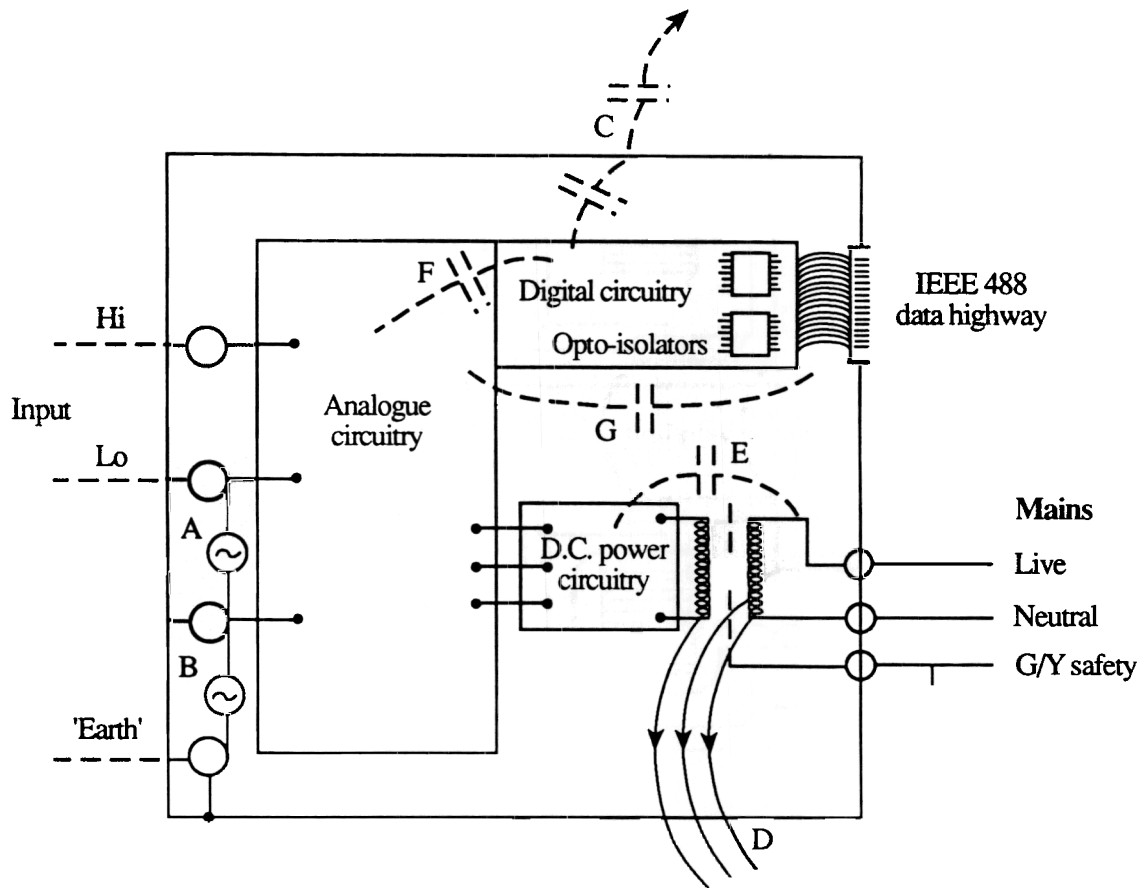 C
F
Digital circuitry
Opto-isolators
IEEE 488
data highway
Hi
Input
Analogue
circuitry
G
Lo
E
A
D.C. power
circuitry
Mains
Live
Neutral
B
G/Y safety
'Earth'
D